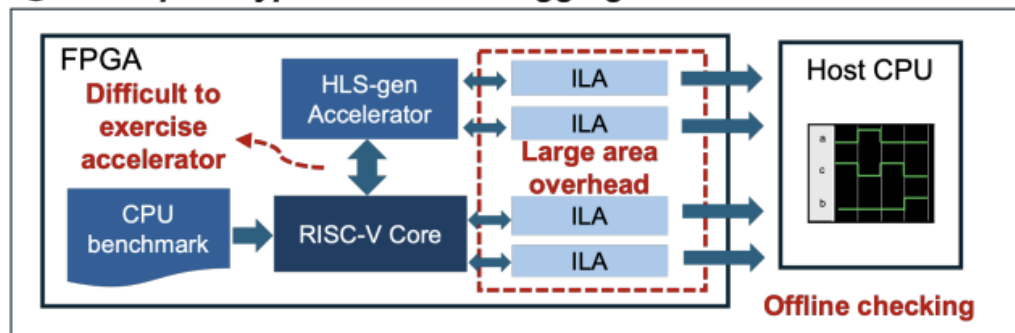 FPGA
Difficult to
exercise
accelerator
HLS-gen
Accelerator
CPU
benchmark
RISC-V Core
ILA
ILA
Large area
overhead
ILA
ILA
Host CPU
a
c
b
Offline checking